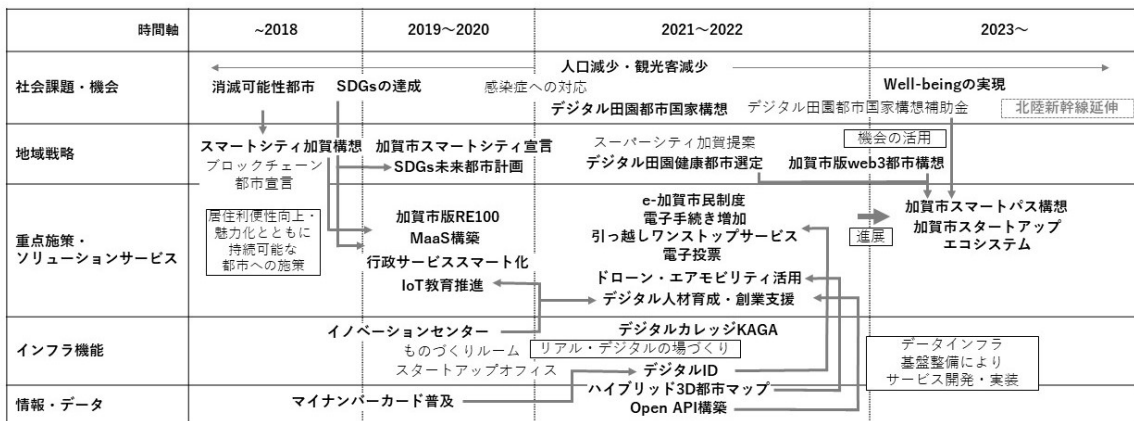 時間軸
~2018
2019～2020
2021～2022
2023～
社会課題・機会
人口減少・観光客減少
消滅可能性都市
SDGsの達成
感染症への対応
デジタル田園都市国家構想
Well-beingの実現
デジタル田園都市国家構想補助金
北陸新幹線延伸
地域戦略
スマートシティ加賀構想
ブロックチェーン
都市宣言
加賀市スマートシティ宣言
SDGs未来都市計画
スーパーシティ加賀提案
デジタル田園健康都市選定
機会の活用
加賀市版web3都市構想
重点施策・
ソリューションサービス
居住利便性向上・
魅力化とともに
持続可能な
都市への施策
加賀市版RE100
MaaS構築
行政サービススマート化
IoT教育推進
e-加賀市民制度
電子手続き増加
引っ越しワンストップサービス
電子投票
ドローン・エアモビリティ活用
デジタル人材育成・創業支援
進展
加賀市スマートパス構想
加賀市スタートアップ
エコシステム
インフラ機能
イノベーションセンター
ものづくりルーム
スタートアップオフィス
リアル・デジタルの場づくり
デジタルカレッジKAGA
デジタルID
データインフラ
基盤整備により
サービス開発・実装
情報・データ
マイナンバーカード普及
ハイブリッド3D都市マップ
Open API構築